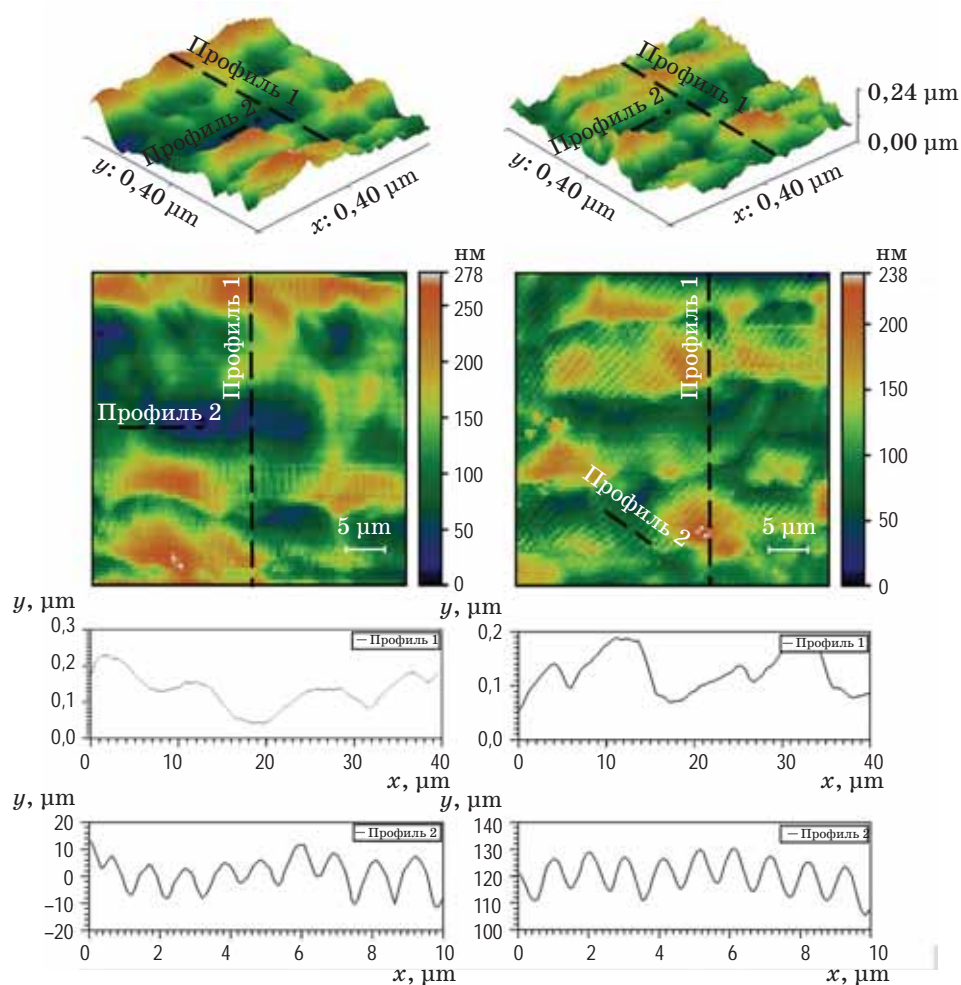 Профиль 1
Профиль 2
y: 0,40 µm
x: 0,40 µm
Профиль 1
Профиль 2
y: 0,40 µm
x: 0,40 µm
0,24 µm
0,00 µm
нм
278
250
200
150
100
50
0
Профиль 1
Профиль 2
5 µm
нм
238
200
150
100
50
0
Профиль 1
Профиль 2
5 µm
y, µm
0,3
0,2
0,1
0,0
Профиль 1
0 10 20 30 40
x, µm
y, µm
0,2
0,1
0,0
Профиль 1
0 10 20 30 40
x, µm
y, µm
20
10
0
–10
–20
Профиль 2
0 2 4 6 8 10
x, µm
y, µm
140
130
120
110
100
Профиль 2
0 2 4 6 8 10
x, µm